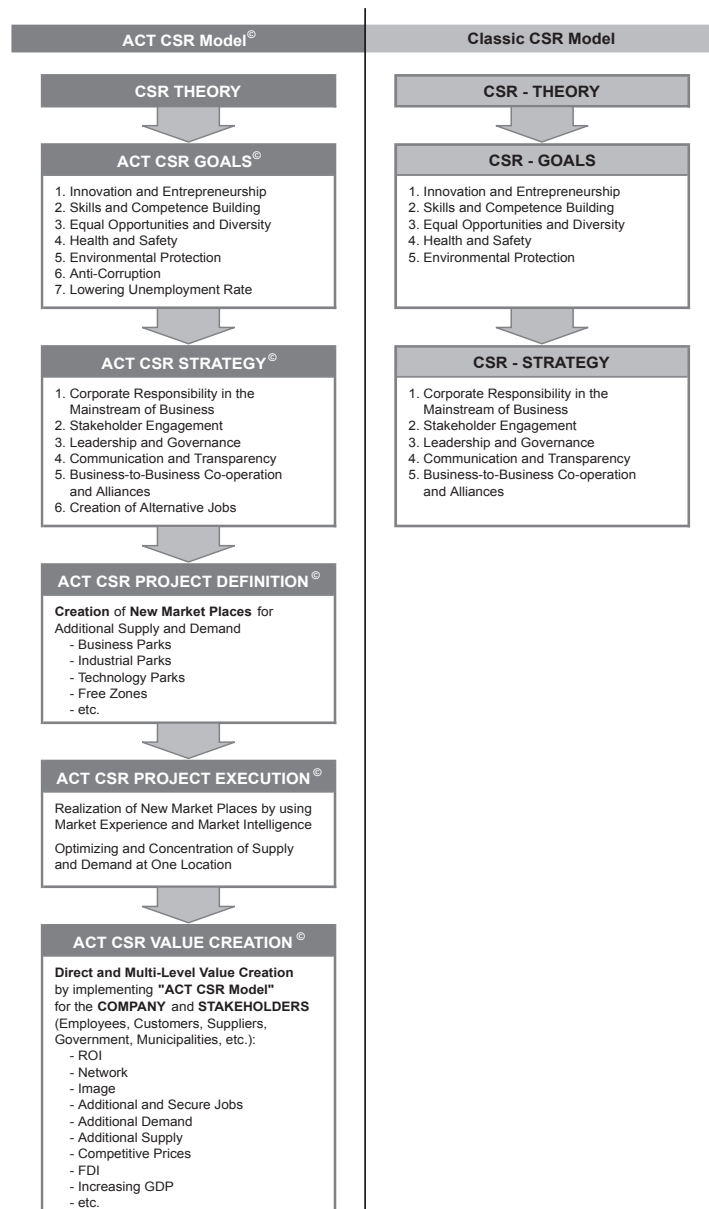 ACT CSR Model©
CSR THEORY
ACT CSR GOALS©
1. Innovation and Entrepreneurship
2. Skills and Competence Building
3. Equal Opportunities and Diversity
4. Health and Safety
5. Environmental Protection
6. Anti-Corruption
7. Lowering Unemployment Rate
ACT CSR STRATEGY©
1. Corporate Responsibility in the
Mainstream of Business
2. Stakeholder Engagement
3. Leadership and Governance
4. Communication and Transparency
5. Business-to-Business Co-operation
and Alliances
6. Creation of Alternative Jobs
ACT CSR PROJECT DEFINITION©
Creation of New Market Places for
Additional Supply and Demand
- Business Parks
- Industrial Parks
- Technology Parks
- Free Zones
- etc.
ACT CSR PROJECT EXECUTION©
Realization of New Market Places by using
Market Experience and Market Intelligence
Optimizing and Concentration of Supply
and Demand at One Location
ACT CSR VALUE CREATION©
Direct and Multi-Level Value Creation
by implementing "ACT CSR Model"
for the COMPANY and STAKEHOLDERS
(Employees, Customers, Suppliers,
Government, Municipalities, etc.):
- ROI
- Network
- Image
- Additional and Secure Jobs
- Additional Demand
- Additional Supply
- Competitive Prices
- FDI
- Increasing GDP
- etc.
Classic CSR Model
CSR - THEORY
CSR - GOALS
1. Innovation and Entrepreneurship
2. Skills and Competence Building
3. Equal Opportunities and Diversity
4. Health and Safety
5. Environmental Protection
CSR - STRATEGY
1. Corporate Responsibility in the
Mainstream of Business
2. Stakeholder Engagement
3. Leadership and Governance
4. Communication and Transparency
5. Business-to-Business Co-operation
and Alliances